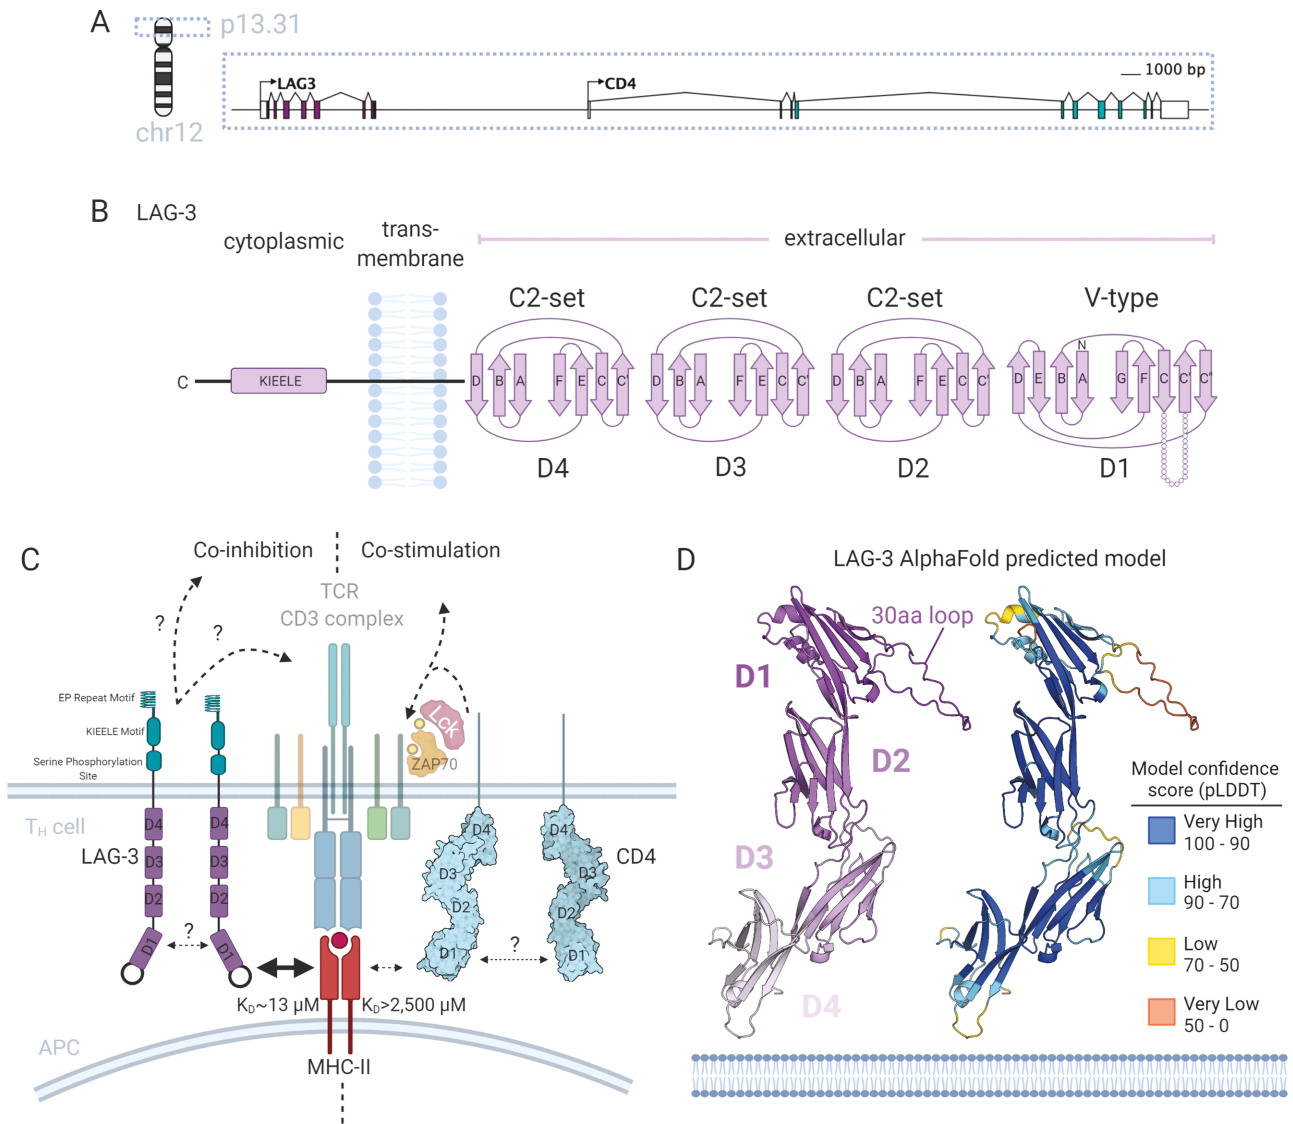 A
p13.31
chr12
LAG3
CD4
1000 bp
B
LAG-3
cytoplasmic
trans-
membrane
extracellular
C2-set
C2-set
C2-set
V-type
C
KIEELE
D B A F E C C'
D B A F E C C'
D B A F E C C'
N
D E B A G F C C' C"
D4
D3
D2
D1
C
Co-inhibition
Co-stimulation
TCR
CD3 complex
?
?
EP Repeat Motif
KIEELE Motif
Serine Phosphorylation
Site
Lck
ZAP70
TH cell
LAG-3
D4
D3
D2
D1
D4
D3
D2
D1
?
D4
D3
D2
D1
?
D4
D3
D2
D1
CD4
KD~13 µM
KD>2,500 µM
APC
MHC-II
D
LAG-3 AlphaFold predicted model
30aa loop
D1
D2
D3
D4
Model confidence
score (pLDDT)
Very High
100 - 90
High
90 - 70
Low
70 - 50
Very Low
50 - 0